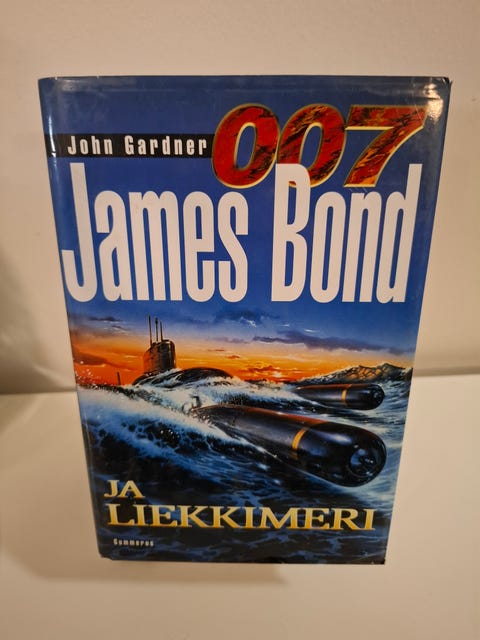 John Gardner
007
James Bond
JA
LIEKKIMERI
Gummerus